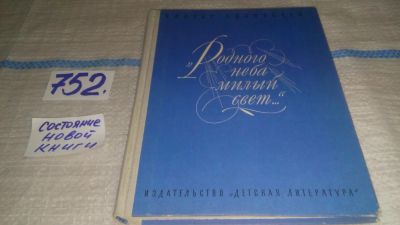 752.
СОСТОЯНИЕ
НОВОЙ
КНИГИ
„Родного
неба
милый
свет..."
ИЗДАТЕЛЬСТВО „ДЕТСКАЯ ЛИТЕРАТУРА"